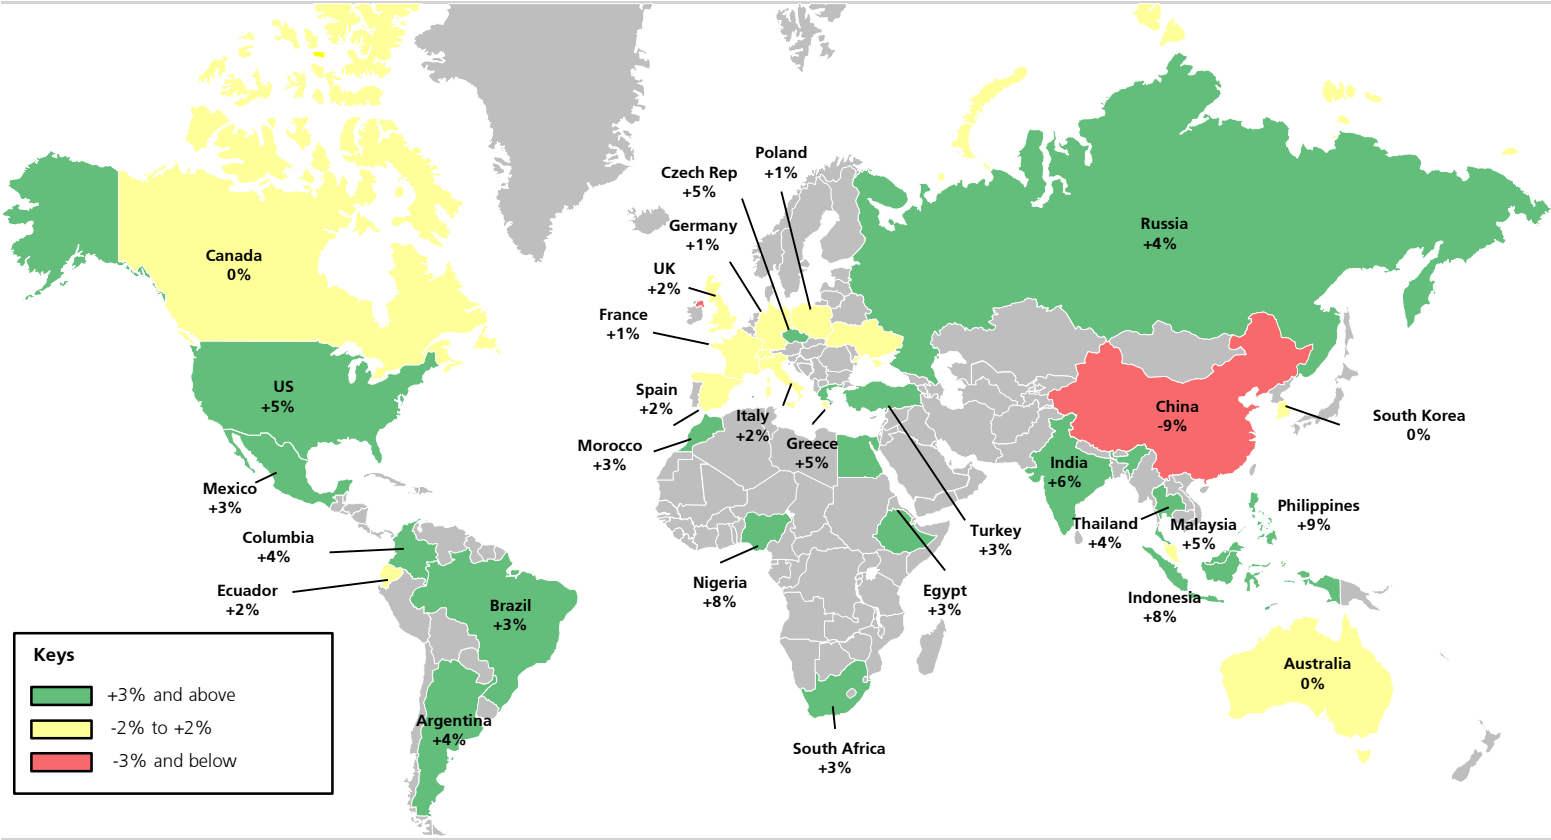 Poland
+1%
Czech Rep
+5%
Germany
+1%
UK
+2%
France
+1%
Canada
0%
Russia
+4%
US
+5%
Spain
+2%
Italy
+2%
Greece
+5%
Morocco
+3%
China
-9%
South Korea
0%
India
+6%
Mexico
+3%
Philippines
+9%
Thailand
+4%
Malaysia
+5%
Turkey
+3%
Columbia
+4%
Ecuador
+2%
Nigeria
+8%
Egypt
+3%
Indonesia
+8%
Brazil
+3%
Australia
0%
Argentina
+4%
South Africa
+3%
Keys
+3% and above
-2% to +2%
-3% and below